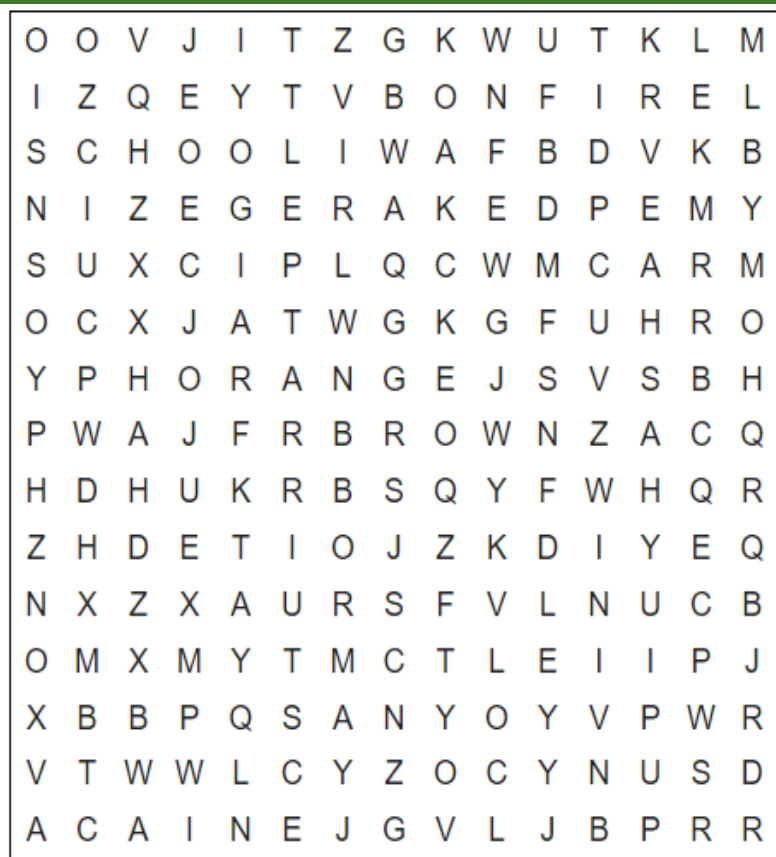 O O V J I T Z G K W U T K L M
I Z Q E Y T V B O N F I R E L
S C H O O L I W A F B D V K B
N I Z E G E R A K E D P E M Y
S U X C I P L Q C W M C A R M
O C X J A T W G K G F U H R O
Y P H O R A N G E J S V S B H
P W A J F R B R O W N Z A C Q
H D H U K R B S Q Y F W H Q R
Z H D E T I O J Z K D I Y E Q
N X Z X A U R S F V L N U C B
O M X M Y T M C T L E I I P J
X B B P Q S A N Y O Y V P W R
V T W W L C Y Z O C Y N U S D
A C A I N E J G V L J B P R R